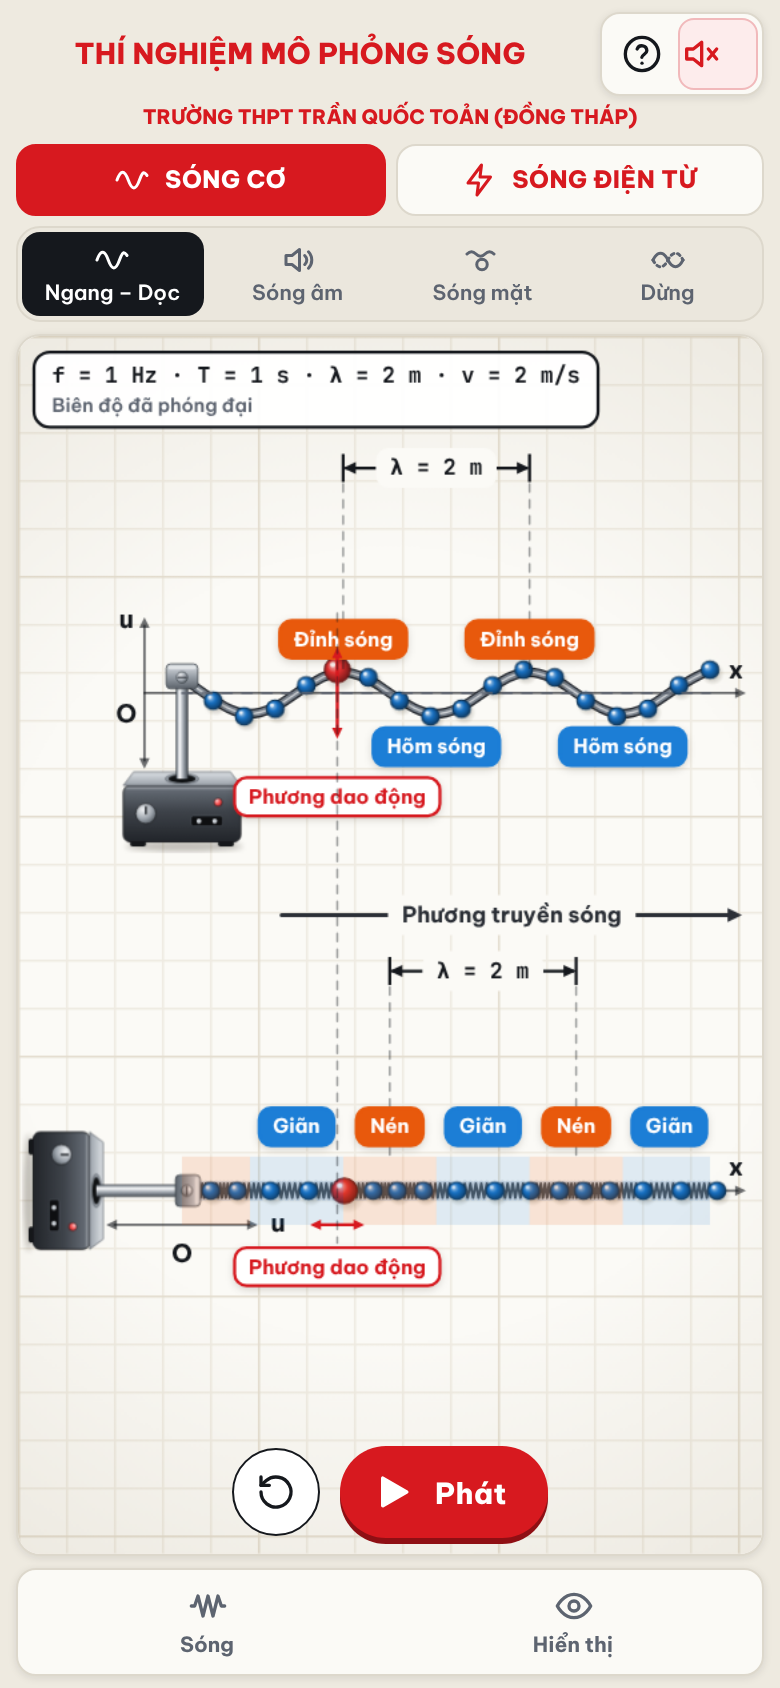 THÍ NGHIỆM MÔ PHỎNG SÓNG
TRƯỜNG THPT TRẦN QUỐC TOẢN (ĐỒNG THÁP)
SÓNG CƠ
SÓNG ĐIỆN TỪ
Ngang – Dọc
Sóng âm
Sóng mặt
Dừng
f = 1 Hz · T = 1 s · λ = 2 m · v = 2 m/s
Biên độ đã phóng đại
λ = 2 m
u
Đỉnh sóng
Đỉnh sóng
x
O
Hõm sóng
Hõm sóng
Phương dao động
Phương truyền sóng
λ = 2 m
Giãn
Nén
Giãn
Nén
Giãn
x
u
O
Phương dao động
Phát
Sóng
Hiển thị